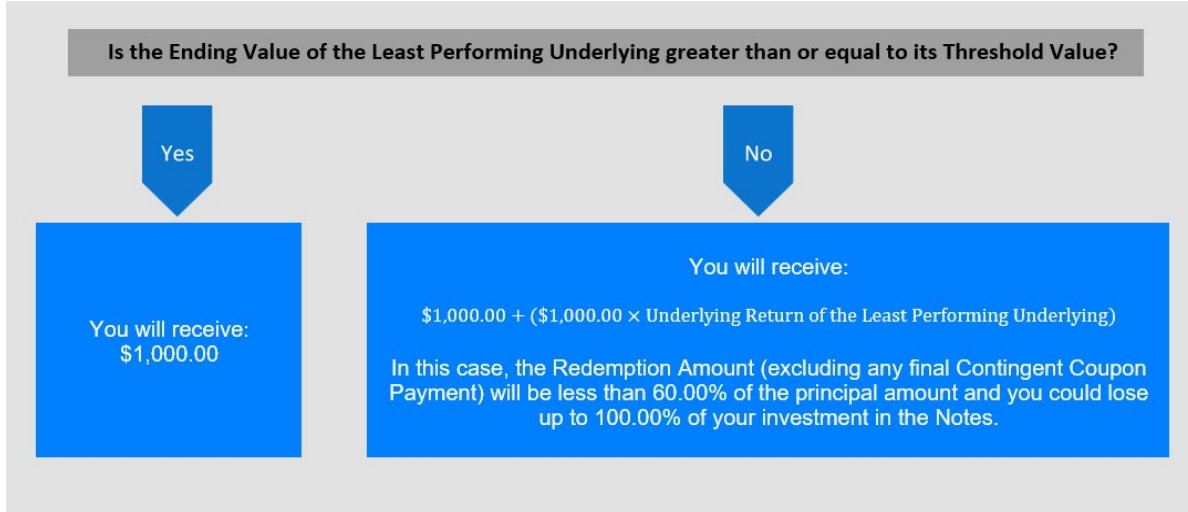 Is the Ending Value of the Least Performing Underlying greater than or equal to its Threshold Value?
Yes
No
You will receive:
$1,000.00
You will receive:
$1,000.00 + ($1,000.00 × Underlying Return of the Least Performing Underlying)
In this case, the Redemption Amount (excluding any final Contingent Coupon
Payment) will be less than 60.00% of the principal amount and you could lose
up to 100.00% of your investment in the Notes.